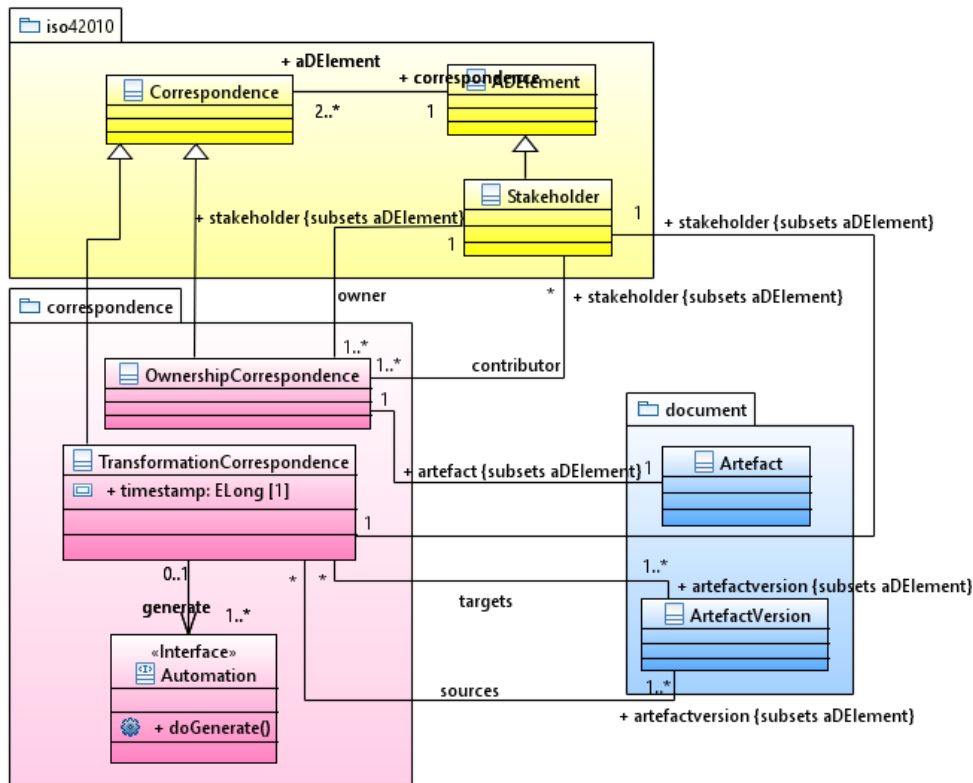 iso42010
+ aDElement
+ correspondence
Correspondence
ADElement
2..*
1
Stakeholder
+ stakeholder {subsets aDElement}
1
+ stakeholder {subsets aDElement}
1
owner
*
+ stakeholder {subsets aDElement}
correspondence
1..*
1..*
contributor
OwnershipCorrespondence
1
document
TransformationCorrespondence
+ artefact {subsets aDElement}
1
Artefact
+ timestamp: ELong [1]
1
0..1
*
*
1..*
+ artefactversion {subsets aDElement}
generate
1..*
targets
ArtefactVersion
«Interface»
Automation
sources
1..*
+ artefactversion {subsets aDElement}
+ doGenerate()